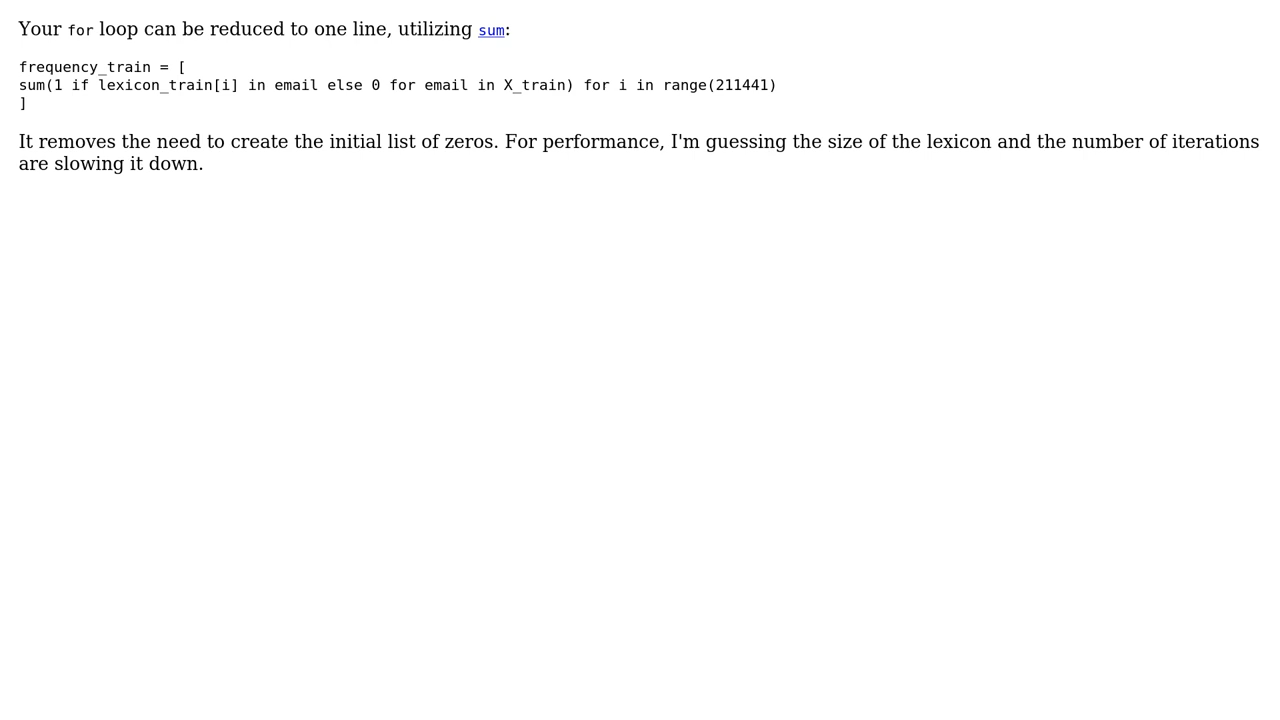 Your for loop can be reduced to one line, utilizing sum:
frequency_train = [
sum(1 if lexicon_train[i] in email else 0 for email in X_train) for i in range(211441)
]
It removes the need to create the initial list of zeros. For performance, I'm guessing the size of the lexicon and the number of iterations
are slowing it down.